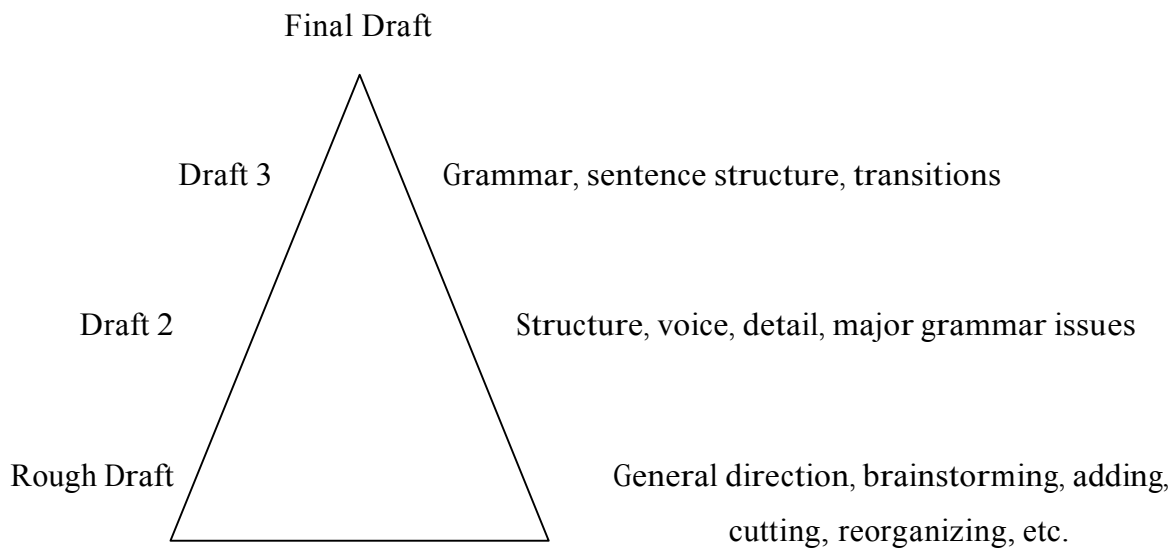 Final Draft
Draft 3
Grammar, sentence structure, transitions
Draft 2
Structure, voice, detail, major grammar issues
Rough Draft
General direction, brainstorming, adding,
cutting, reorganizing, etc.